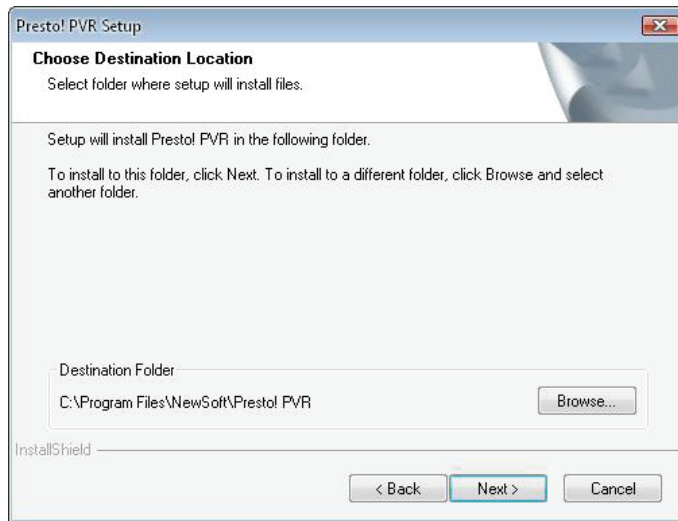 Presto! PVR Setup
Choose Destination Location
Select folder where setup will install files.
Setup will install Presto! PVR in the following folder.
To install to this folder, click Next. To install to a different folder, click Browse and select
another folder.
Destination Folder
C:\Program Files\NewSoft\Presto! PVR
Browse...
InstallShield
< Back
Next >
Cancel